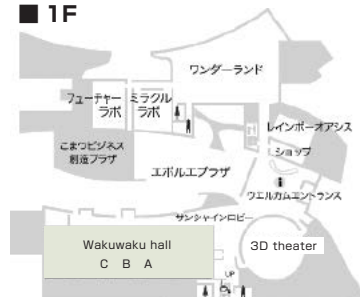 ■ 1F
ワンダーランド
フューチャー
ラボ
ミラクル
ラボ
レインボーオアシス
こまつビジネス
創造プラザ
ショップ
エボルエプラザ
ウエルカムエントランス
サンシャインロビー
Wakuwaku hall
C B A
3D theater
UP